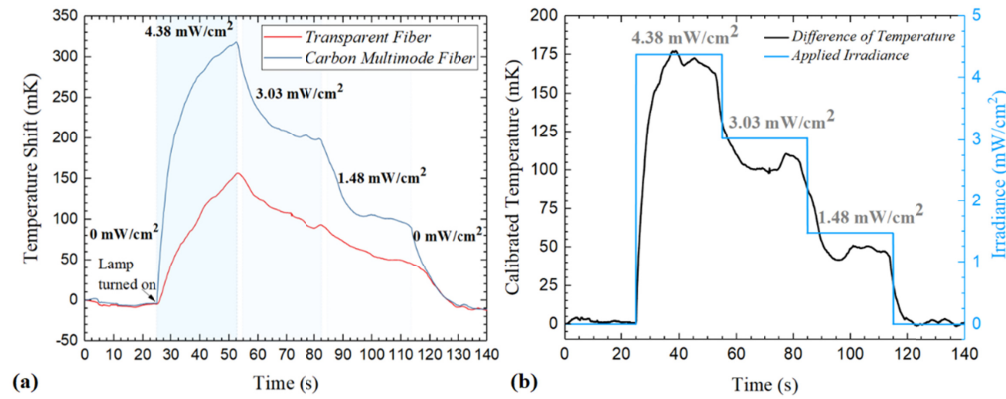 350
300
250
200
150
100
50
0
-50
Temperature Shift (mK)
4.38 mW/cm²
Transparent Fiber
Carbon Multimode Fiber
3.03 mW/cm²
1.48 mW/cm²
0 mW/cm²
0 mW/cm²
Lamp
turned on
0 10 20 30 40 50 60 70 80 90 100 110 120 130 140
(a)
Time (s)
200
175
150
125
100
75
50
25
0
Calibrated Temperature (mK)
4.38 mW/cm²
Difference of Temperature
Applied Irradiance
3.03 mW/cm²
1.48 mW/cm²
5
4
3
2
1
0
Irradiance (mW/cm²)
0 20 40 60 80 100 120 140
(b)
Time (s)